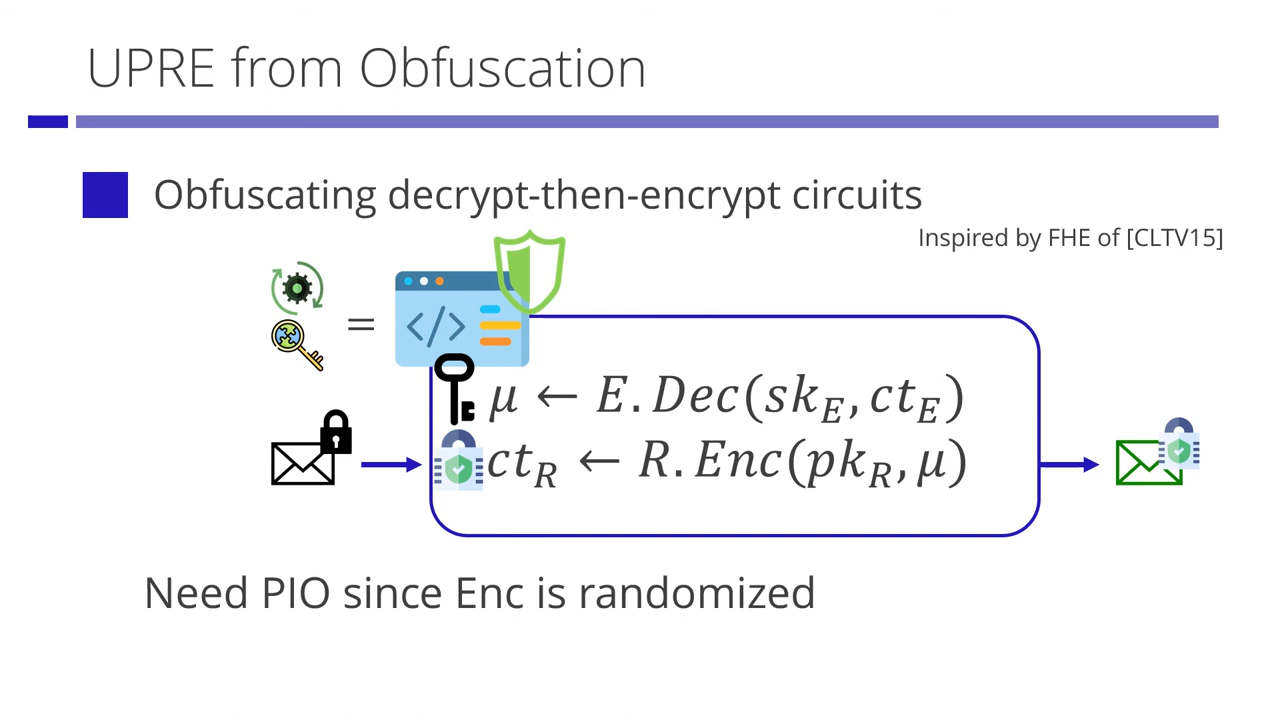 UPRE from Obfuscation
Obfuscating decrypt-then-encrypt circuits
Inspired by FHE of [CLTV15]
=
</>
μ ← E.Dec(sk_E, ct_E)
ct_R ← R.Enc(pk_R, μ)
Need PIO since Enc is randomized